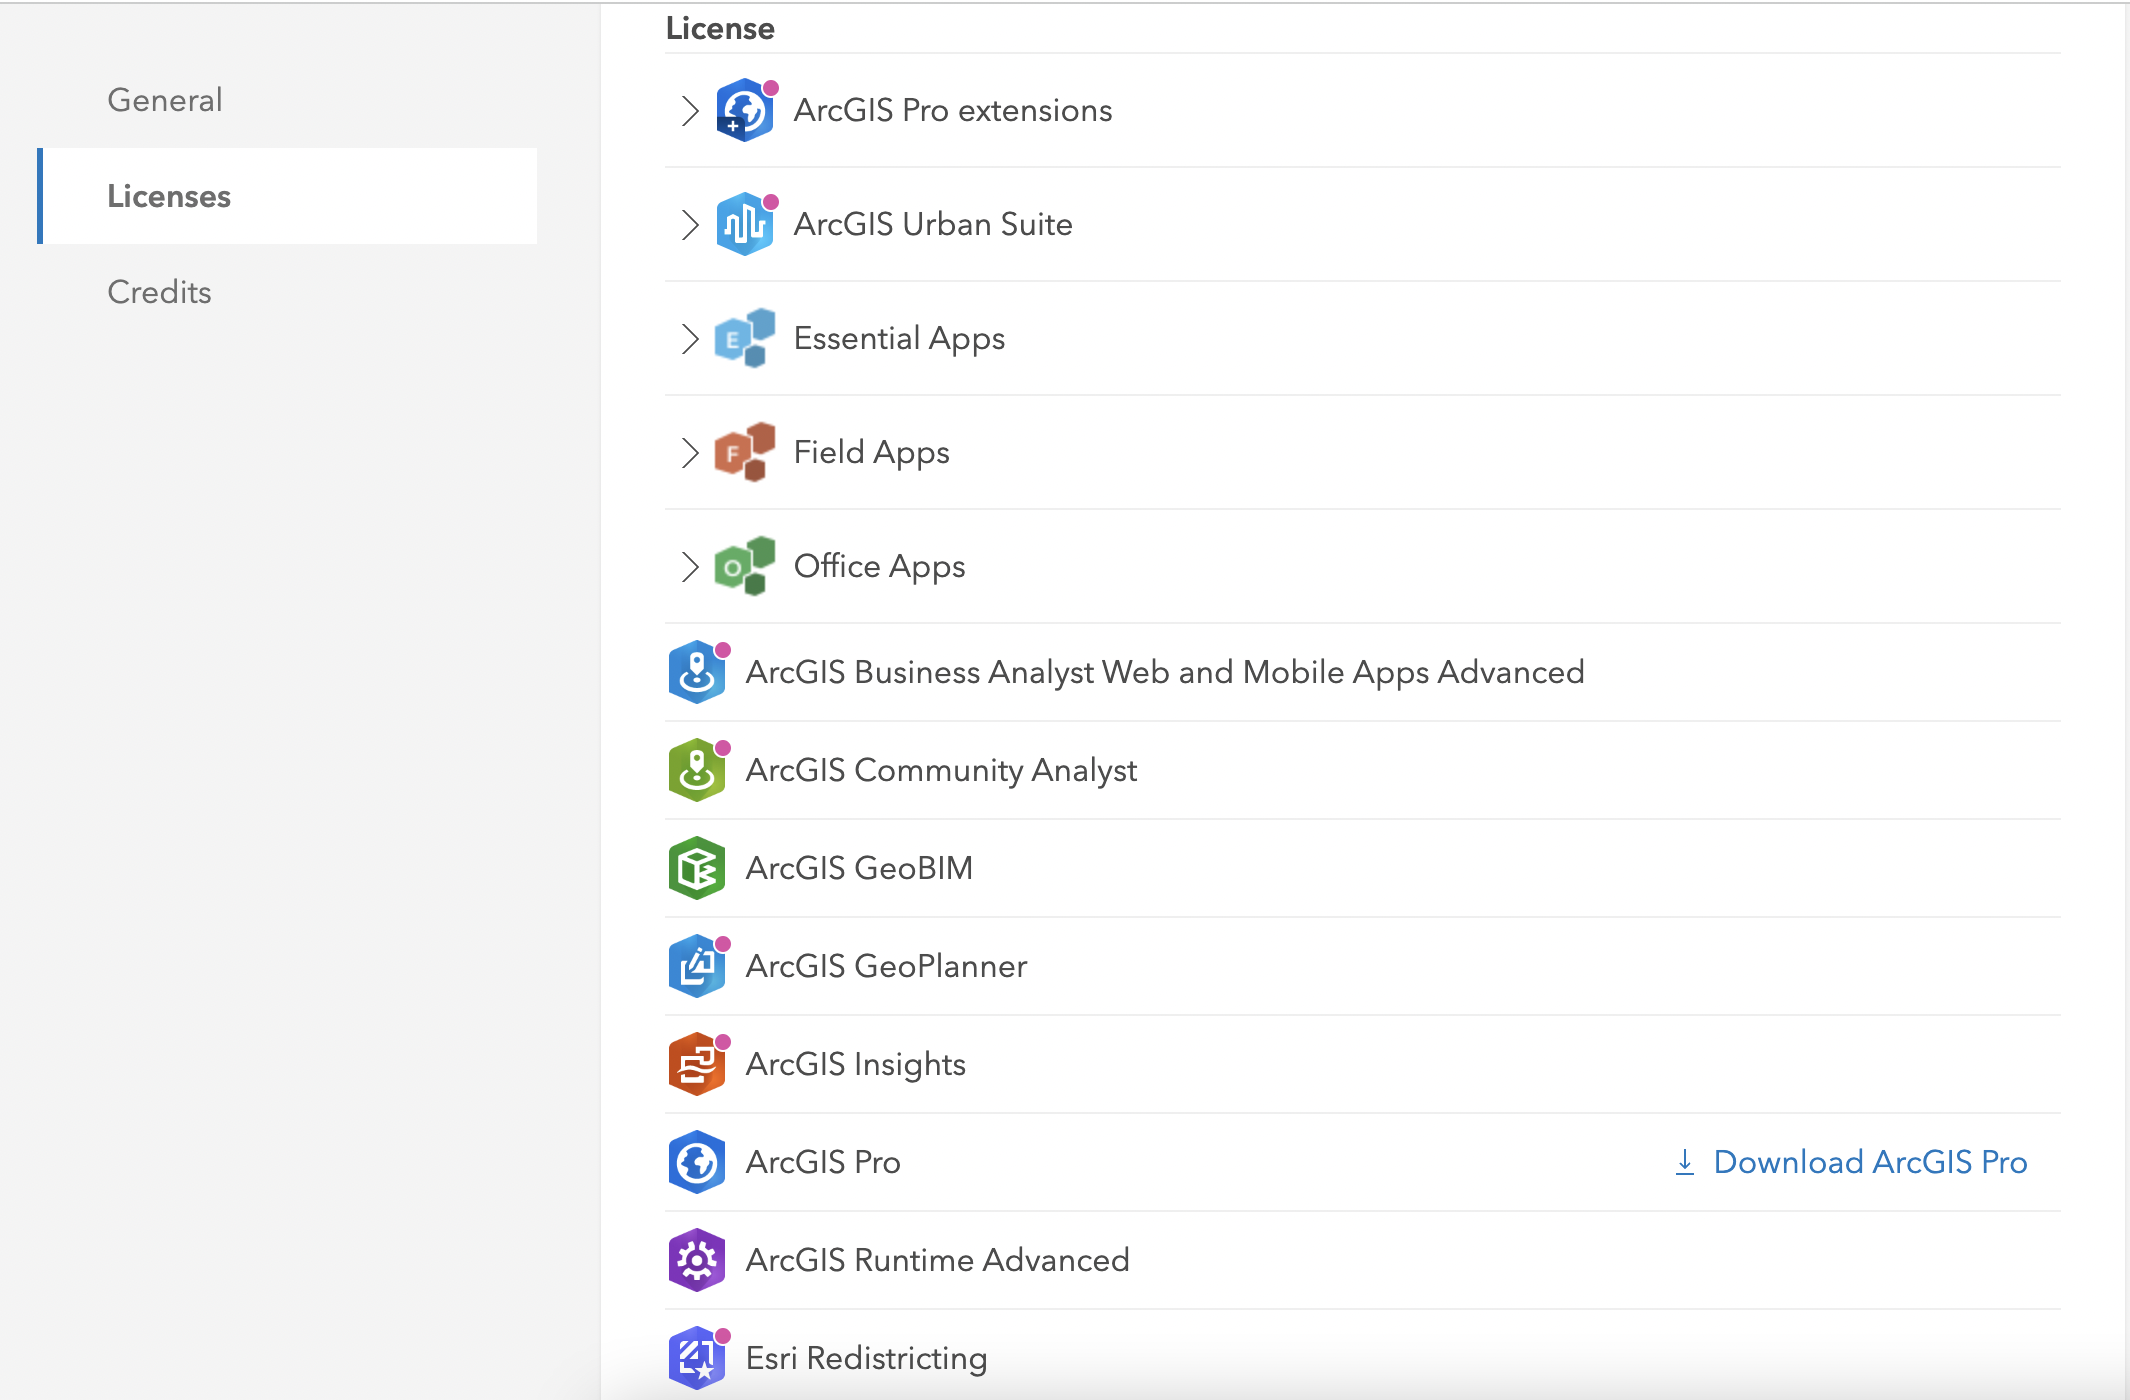 General
Licenses
Credits
License
ArcGIS Pro extensions
ArcGIS Urban Suite
E
Essential Apps
F
Field Apps
O
Office Apps
ArcGIS Business Analyst Web and Mobile Apps Advanced
ArcGIS Community Analyst
ArcGIS GeoBIM
ArcGIS GeoPlanner
ArcGIS Insights
ArcGIS Pro
Download ArcGIS Pro
ArcGIS Runtime Advanced
Esri Redistricting